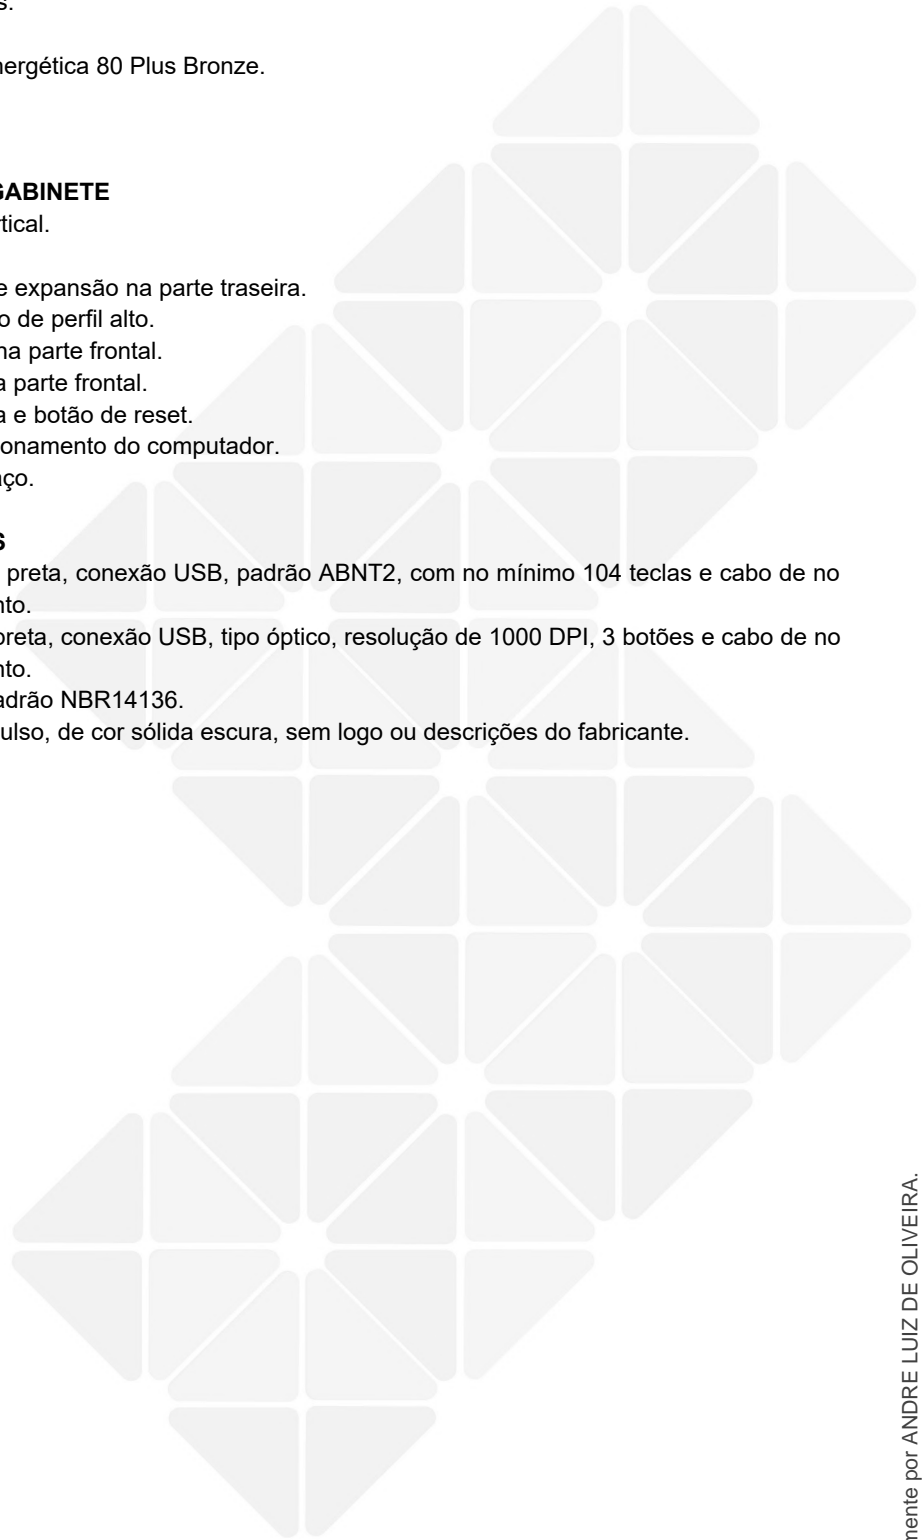 s.
nergética 80 Plus Bronze.
GABINETE
rtical.
e expansão na parte traseira.
o de perfil alto.
na parte frontal.
a parte frontal.
a e botão de reset.
onamento do computador.
aço.
S
preta, conexão USB, padrão ABNT2, com no mínimo 104 teclas e cabo de no
nto.
preta, conexão USB, tipo óptico, resolução de 1000 DPI, 3 botões e cabo de no
nto.
adrão NBR14136.
ulso, de cor sólida escura, sem logo ou descrições do fabricante.
mente por ANDRE LUIZ DE OLIVEIRA.